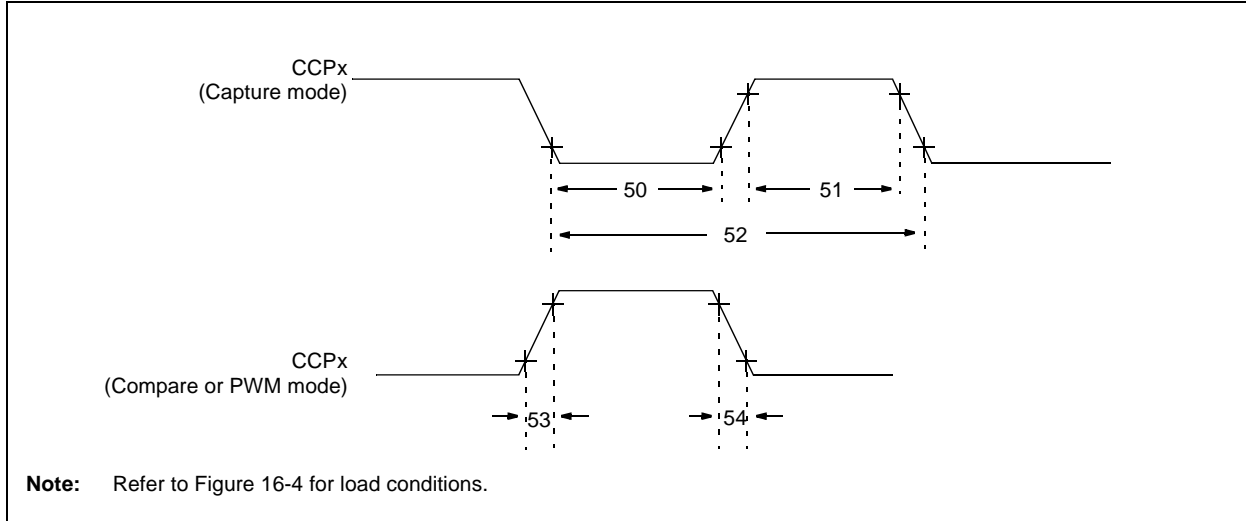 CCPx
(Capture mode)
50
51
52
CCPx
(Compare or PWM mode)
53
54
Note: Refer to Figure 16-4 for load conditions.